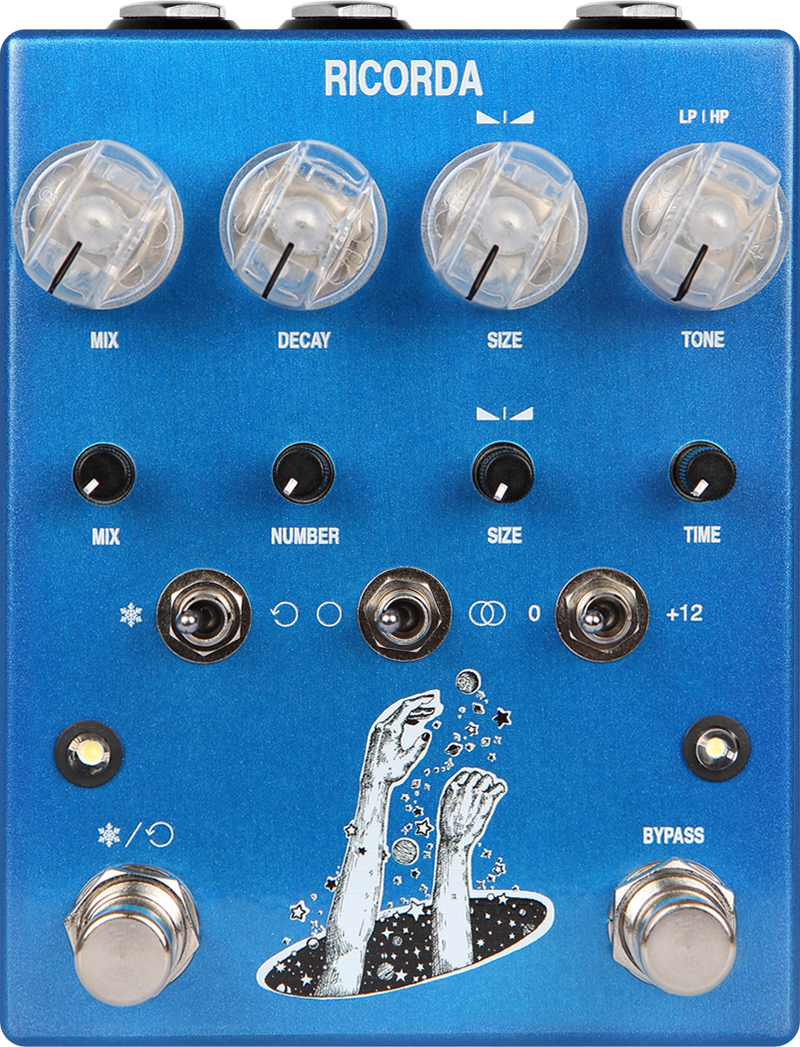 RICORDA
LP | HP
MIX DECAY SIZE TONE
MIX NUMBER SIZE TIME
0 +12
/
BYPASS